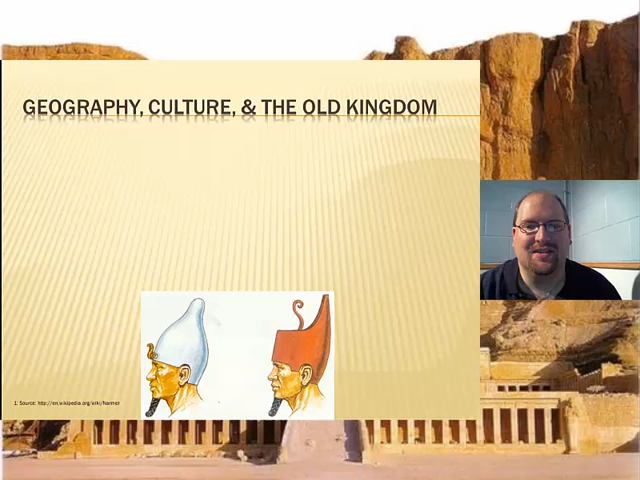 GEOGRAPHY, CULTURE, & THE OLD KINGDOM
1: Source: http://en.wikipedia.org/wiki/Narmer